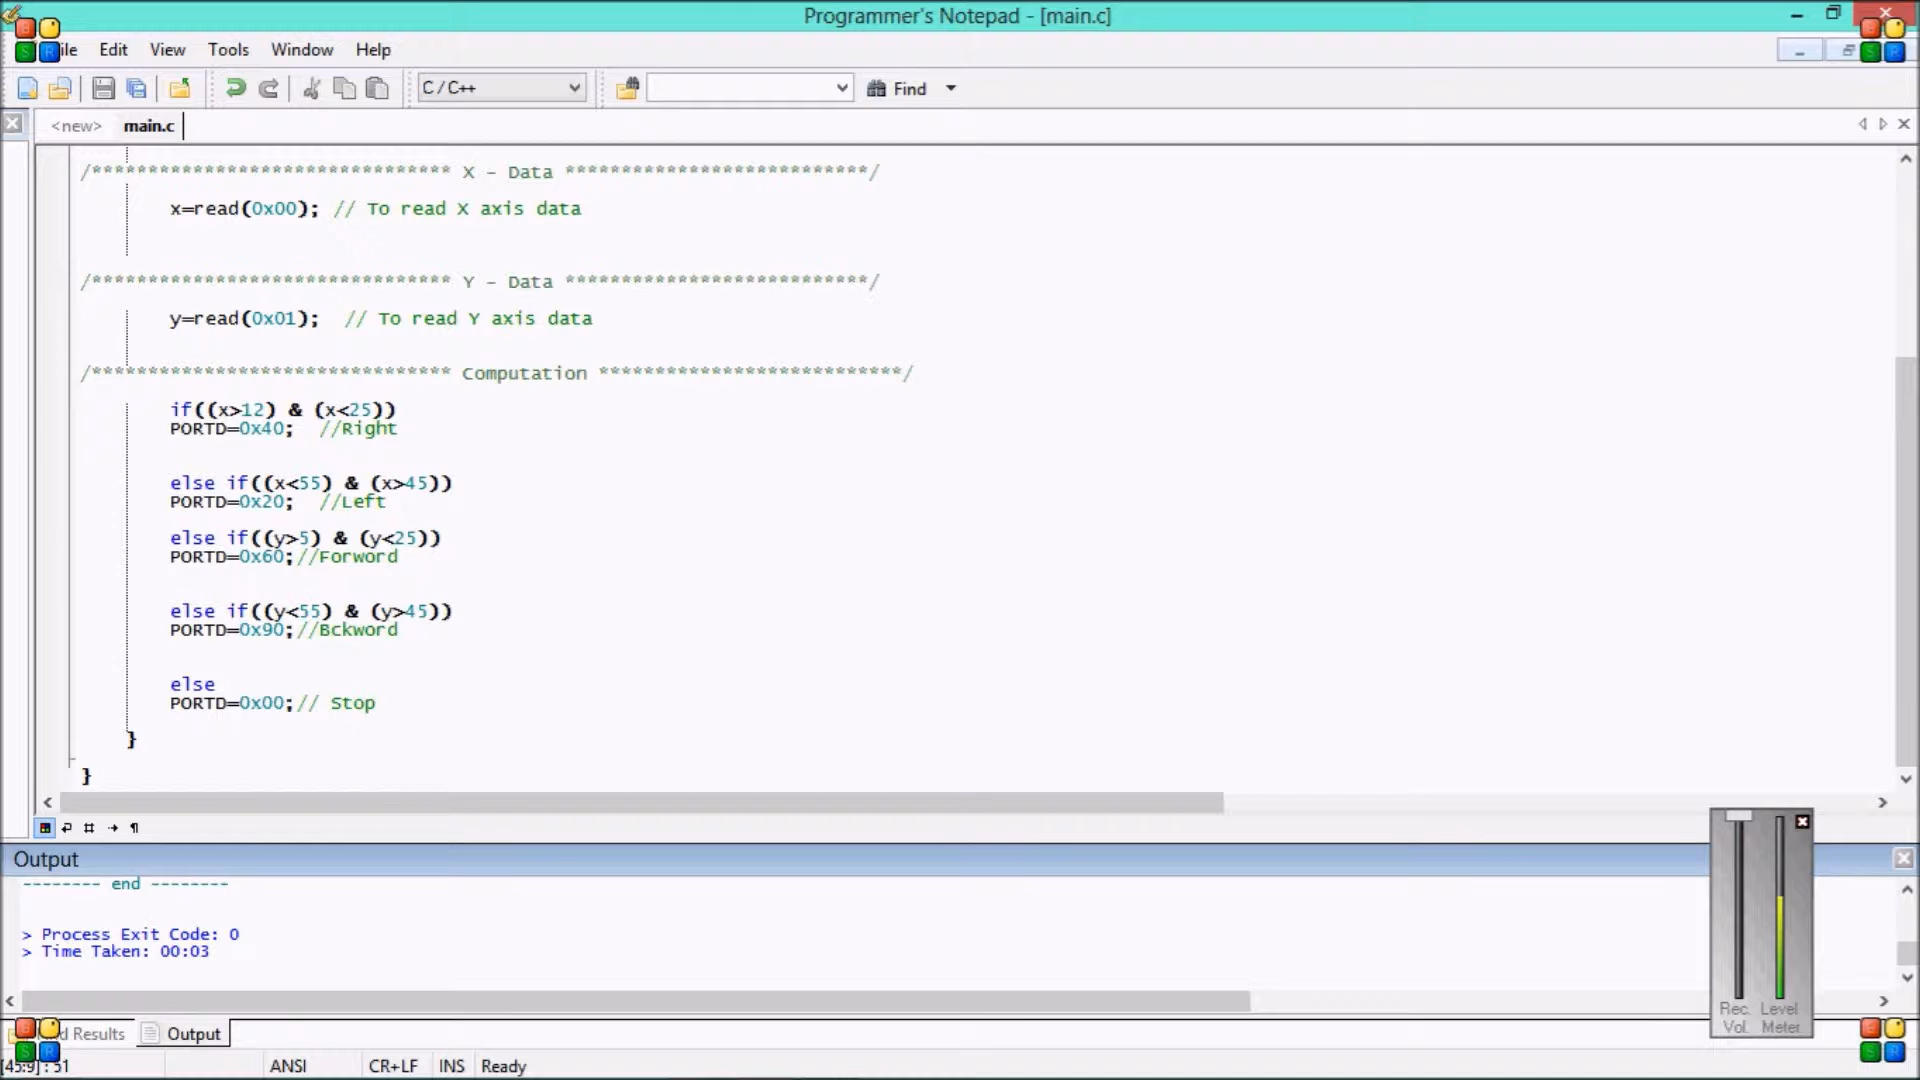 Programmer's Notepad - [main.c]
ile Edit View Tools Window Help
C / C++ Find
<new> main.c
/******************************** X - Data ***************************/
x=read(0x00); // To read X axis data
/******************************** Y - Data ***************************/
y=read(0x01); // To read Y axis data
/******************************** Computation ***************************/
if((x>12) & (x<25))
PORTD=0x40; //Right
else if((x<55) & (x>45))
PORTD=0x20; //Left
else if((y>5) & (y<25))
PORTD=0x60;//Forword
else if((y<55) & (y>45))
PORTD=0x90;//Bckword
else
PORTD=0x00;// Stop
}
}
Output
-------- end --------
> Process Exit Code: 0
> Time Taken: 00:03
Rec. Level
Vol. Meter
d Results Output
[45:9] : 51 ANSI CR+LF INS Ready